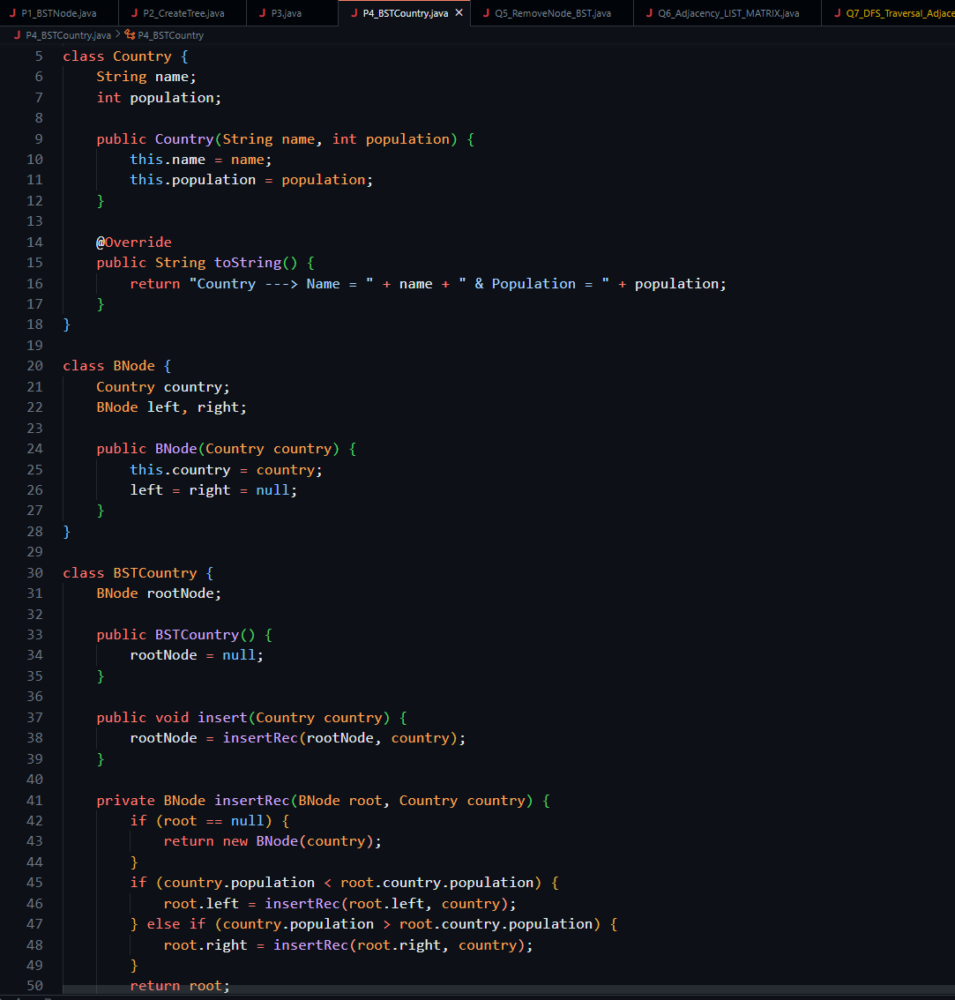 J P1_BSTNode.java J P2_CreateTree.java J P3.java J P4_BSTCountry.java × J Q5_RemoveNode_BST.java J Q6_Adjacency_LIST_MATRIX.java J Q7_DFS_Traversal_Adjace
J P4_BSTCountry.java > P4_BSTCountry
5 class Country {
6     String name;
7     int population;
8
9     public Country(String name, int population) {
10         this.name = name;
11         this.population = population;
12     }
13
14     @Override
15     public String toString() {
16         return "Country ---> Name = " + name + " & Population = " + population;
17     }
18 }
19
20 class BNode {
21     Country country;
22     BNode left, right;
23
24     public BNode(Country country) {
25         this.country = country;
26         left = right = null;
27     }
28 }
29
30 class BSTCountry {
31     BNode rootNode;
32
33     public BSTCountry() {
34         rootNode = null;
35     }
36
37     public void insert(Country country) {
38         rootNode = insertRec(rootNode, country);
39     }
40
41     private BNode insertRec(BNode root, Country country) {
42         if (root == null) {
43             return new BNode(country);
44         }
45         if (country.population < root.country.population) {
46             root.left = insertRec(root.left, country);
47         } else if (country.population > root.country.population) {
48             root.right = insertRec(root.right, country);
49         }
50         return root;